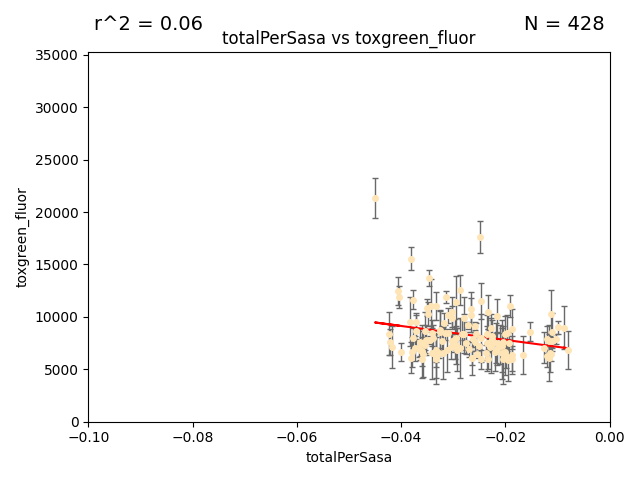 r^2 = 0.06
N = 428
totalPerSasa vs toxgreen_fluor
35000
30000
25000
20000
15000
10000
5000
0
toxgreen_fluor
−0.10
−0.08
−0.06
−0.04
−0.02
0.00
totalPerSasa